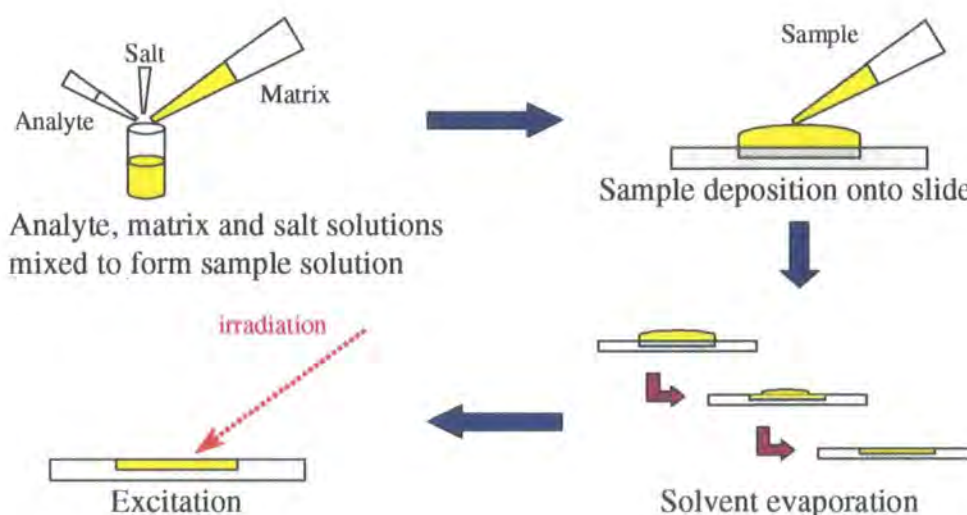 Salt
Matrix
Analyte
Analyte, matrix and salt solutions
mixed to form sample solution
Sample
Sample deposition onto slide
irradiation
Excitation
Solvent evaporation